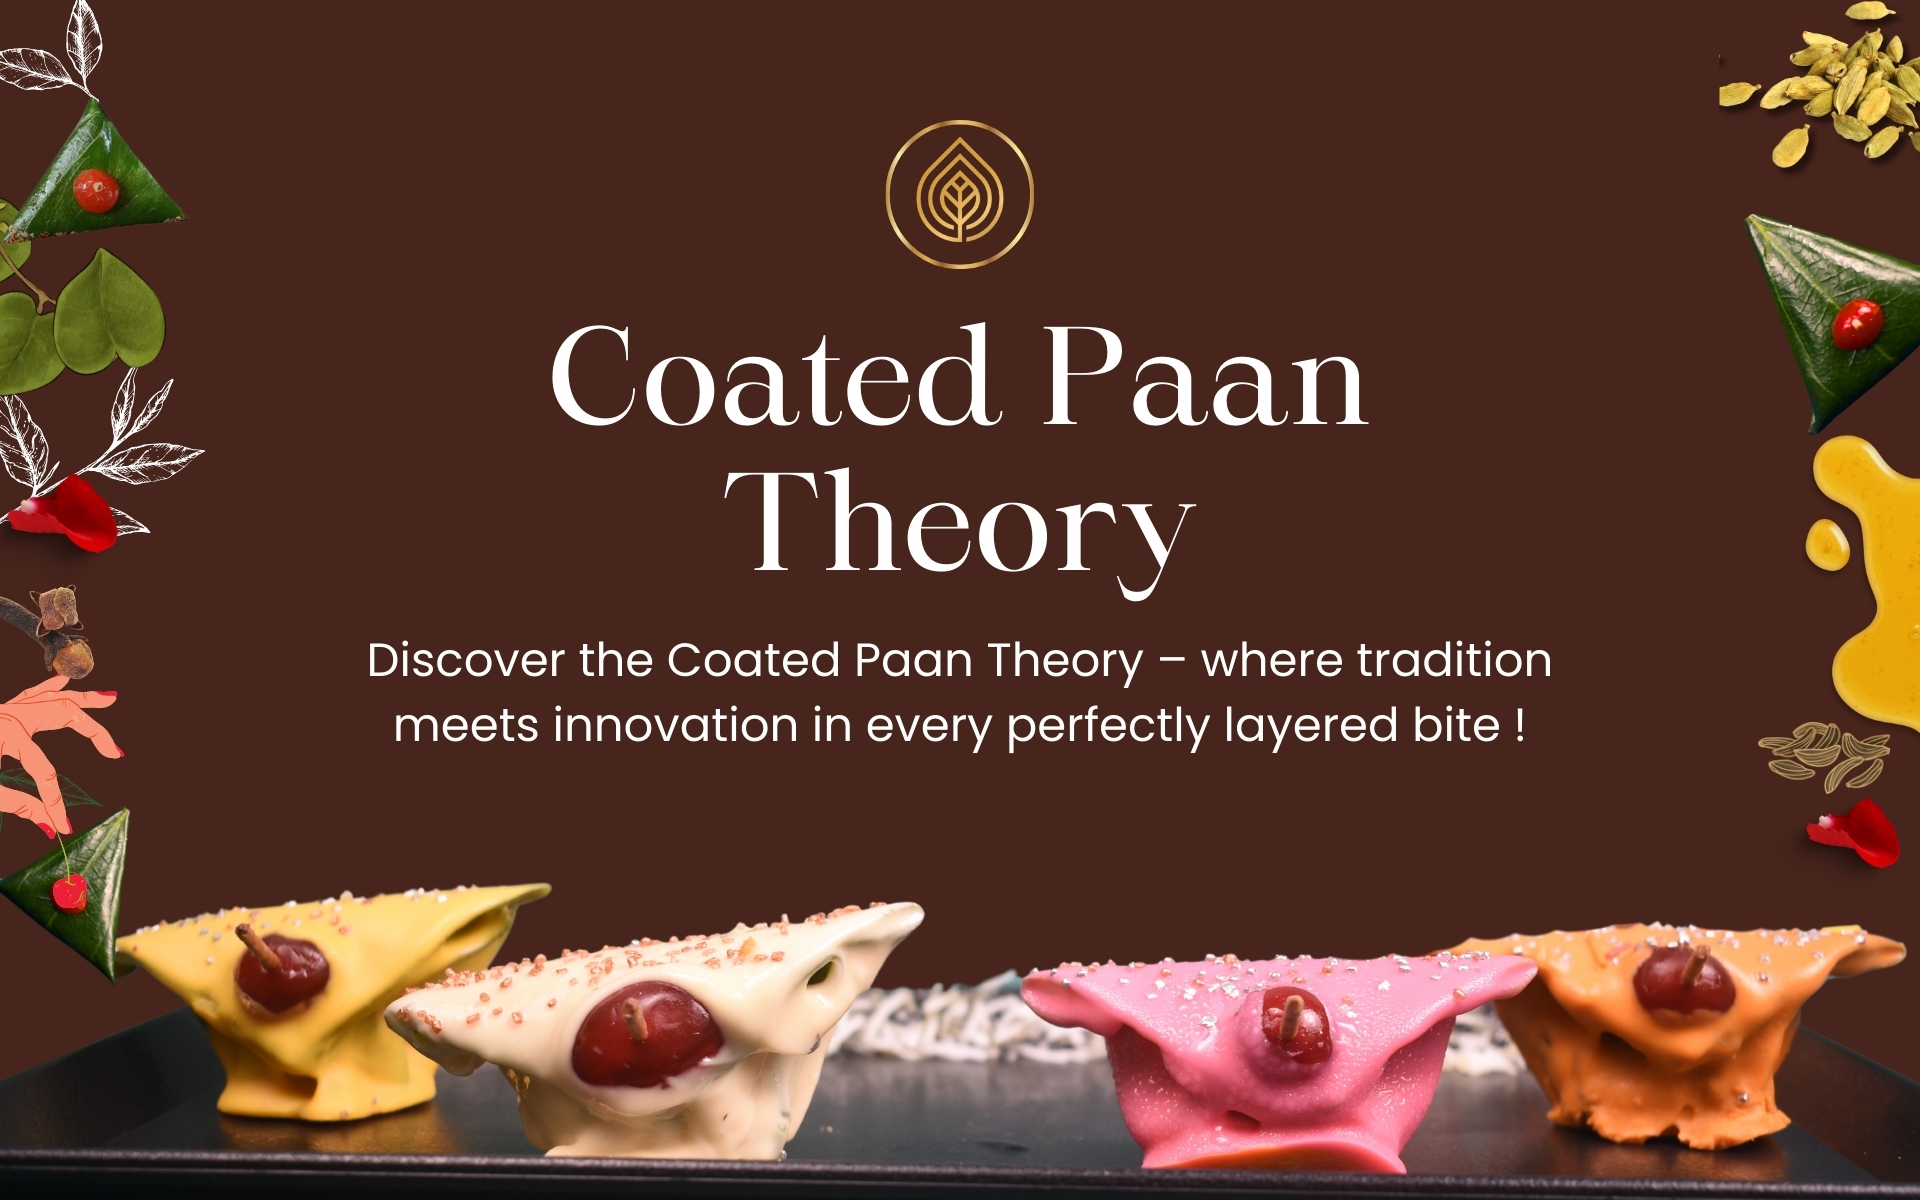 Coated Paan
Theory
Discover the Coated Paan Theory – where tradition
meets innovation in every perfectly layered bite !